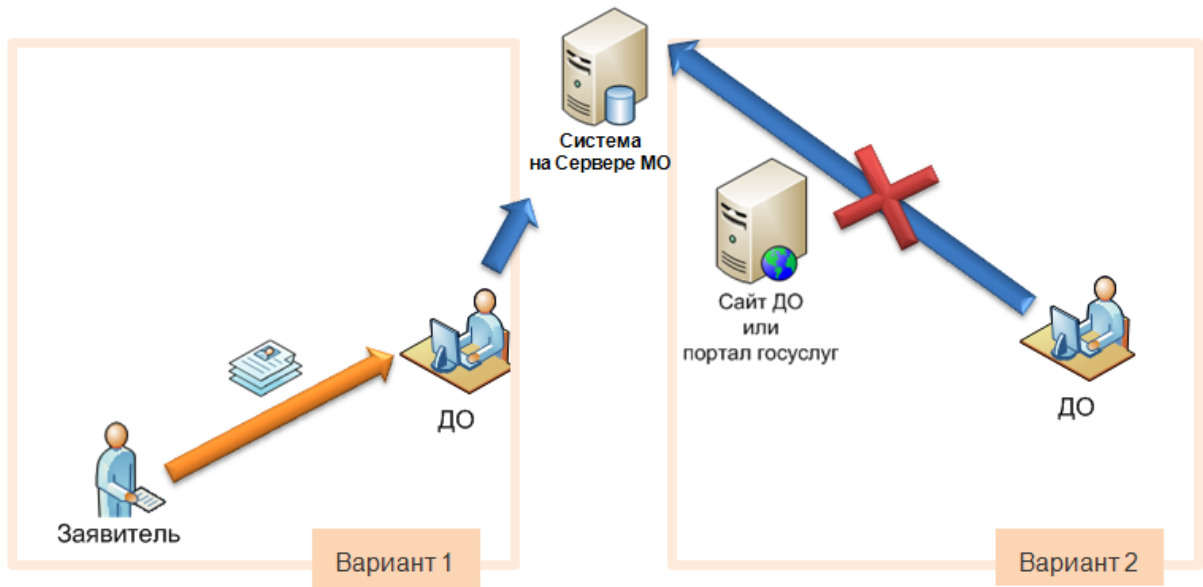 Система
на Сервере МО
Сайт ДО
или
портал госуслуг
ДО
Заявитель
Вариант 1
ДО
Вариант 2